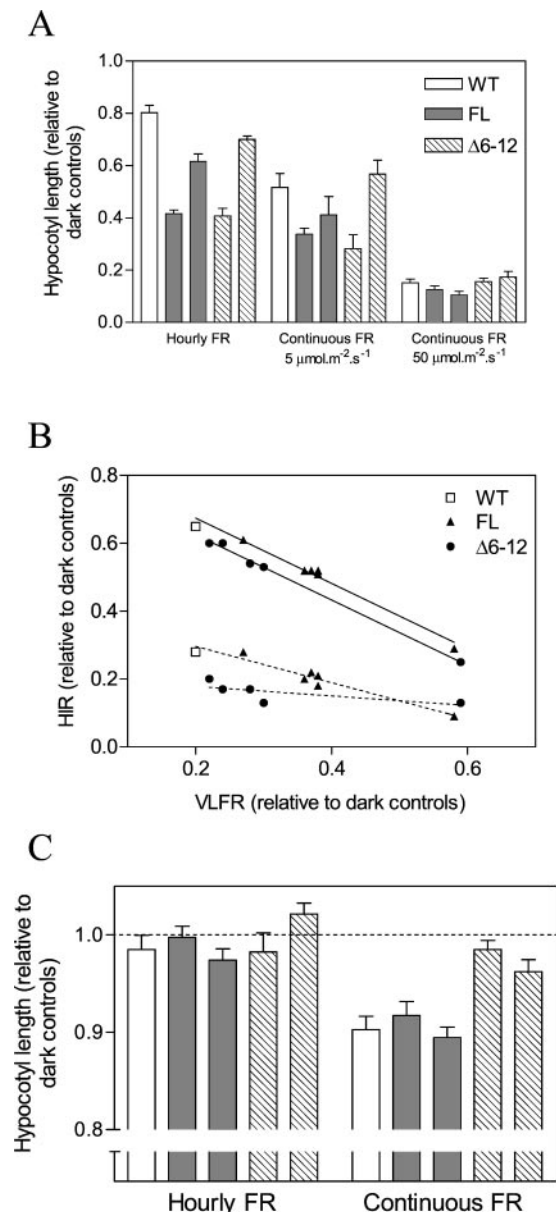 A
Hypocotyl length (relative to
dark controls)
1.0
0.8
0.6
0.4
0.2
0.0
WT
FL
Δ6-12
Hourly FR
Continuous FR
5 μmol.m⁻².s⁻¹
Continuous FR
50 μmol.m⁻².s⁻¹
B
HIR (relative to dark controls)
0.8
0.6
0.4
0.2
0.0
WT
FL
Δ6-12
0.2
0.4
0.6
VLFR (relative to dark controls)
C
Hypocotyl length (relative to
dark controls)
1.0
0.9
0.8
Hourly FR
Continuous FR